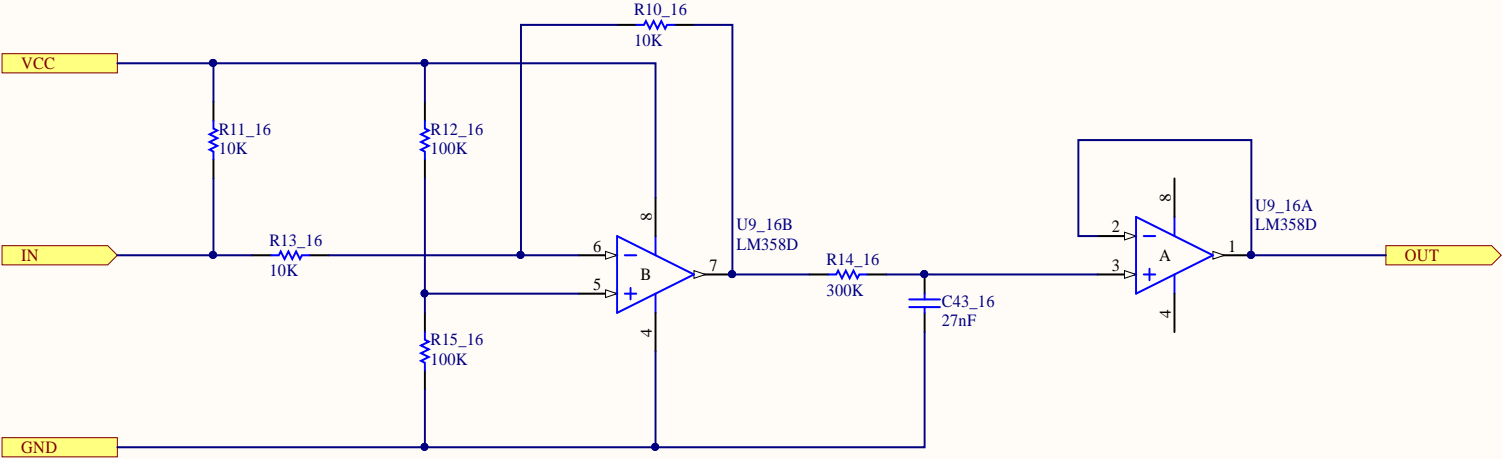 R10_16
10K
VCC
R11_16
10K
R12_16
100K
8
U9_16B
LM358D
8
U9_16A
LM358D
IN
R13_16
10K
6
B
7
5
4
R14_16
300K
2
A
1
3
4
OUT
C43_16
27nF
R15_16
100K
GND